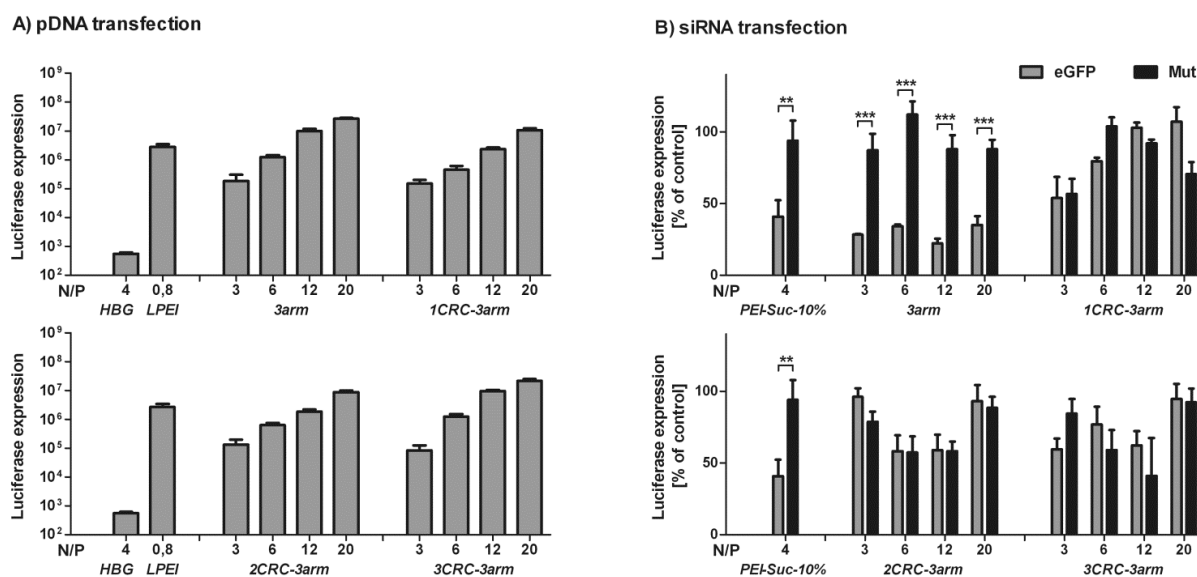 A) pDNA transfection
Luciferase expression
10⁹
10⁸
10⁷
10⁶
10⁵
10⁴
10³
10²
N/P 4 0,8 3 6 12 20 3 6 12 20
HBG LPEI 3arm 1CRC-3arm
Luciferase expression
10⁹
10⁸
10⁷
10⁶
10⁵
10⁴
10³
10²
N/P 4 0,8 3 6 12 20 3 6 12 20
HBG LPEI 2CRC-3arm 3CRC-3arm
B) siRNA transfection
eGFP Mut
Luciferase expression
[% of control]
100
50
0
** *** *** *** ***
N/P 4 3 6 12 20 3 6 12 20
PEI-Suc-10% 3arm 1CRC-3arm
Luciferase expression
[% of control]
100
50
0
**
N/P 4 3 6 12 20 3 6 12 20
PEI-Suc-10% 2CRC-3arm 3CRC-3arm